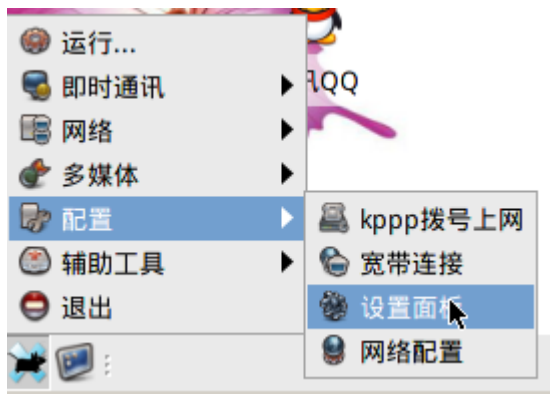 运行...
即时通讯
QQ
网络
多媒体
配置
kppp拨号上网
辅助工具
宽带连接
退出
设置面板
网络配置